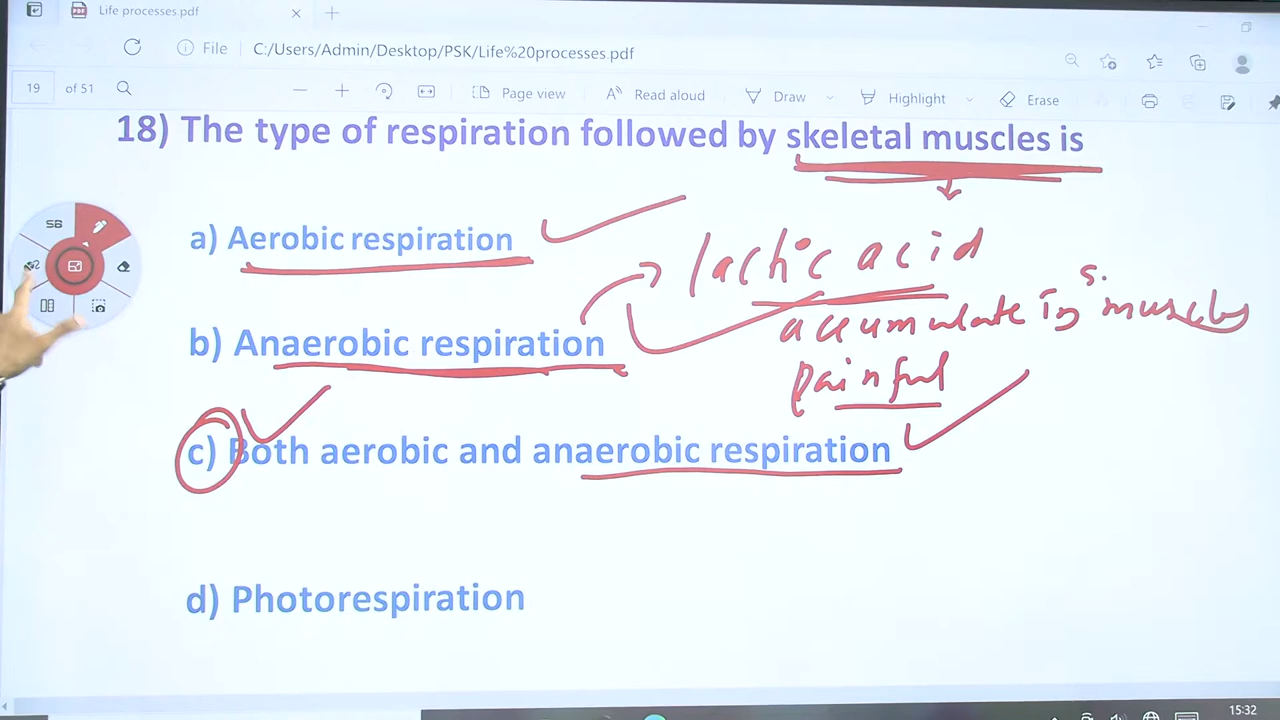 Life processes.pdf
File C:/Users/Admin/Desktop/PSK/Life%20processes.pdf
19 of 51 Page view Read aloud Draw Highlight Erase
18) The type of respiration followed by skeletal muscles is
a) Aerobic respiration
lactic acid
accumulate in s. muscles
b) Anaerobic respiration
painful
c) Both aerobic and anaerobic respiration
d) Photorespiration
15:32